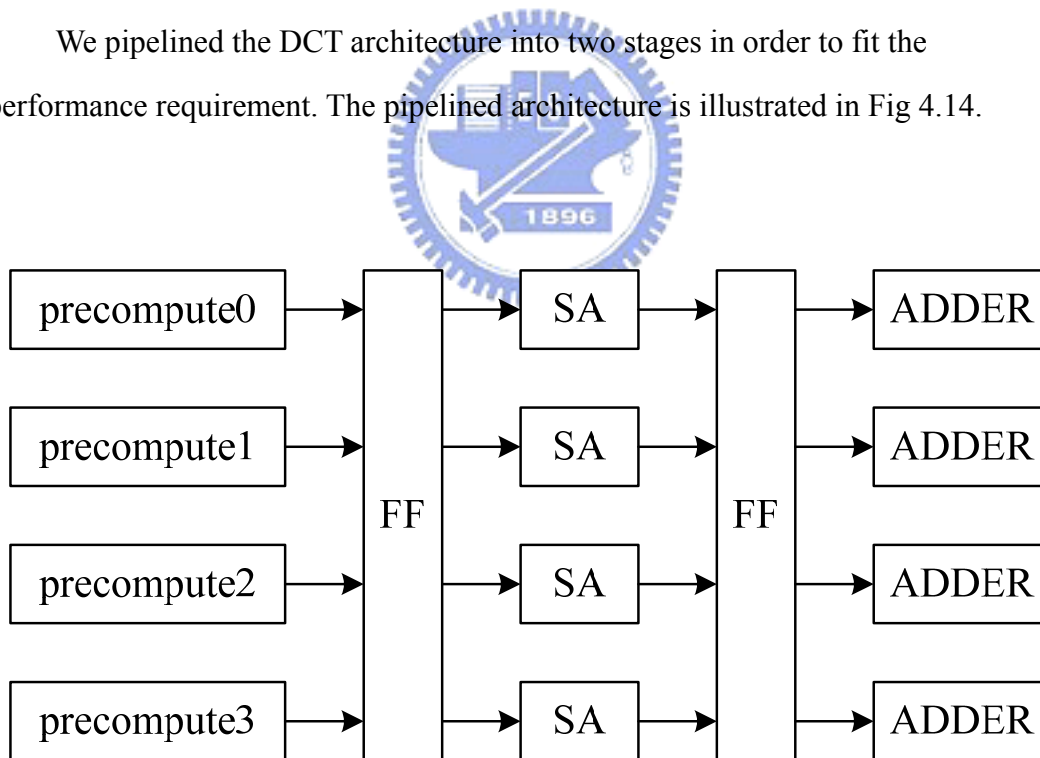 We pipelined the DCT architecture into two stages in order to fit the
performance requirement. The pipelined architecture is illustrated in Fig 4.14.
1896
precompute0 SA ADDER
precompute1 SA ADDER
FF FF
precompute2 SA ADDER
precompute3 SA ADDER